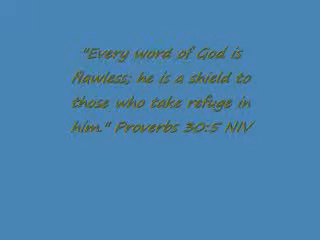 "Every word of God is
flawless; he is a shield to
those who take refuge in
him." Proverbs 30:5 NIV